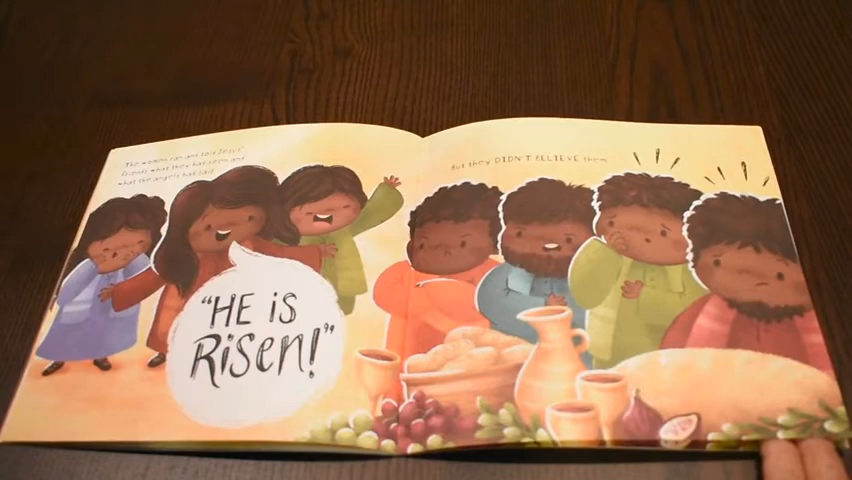 The women ran and told Jesus'
friends what they had seen and
what the angels had said.
"HE iS
RiSen!"
But they DIDN'T BELIEVE them.